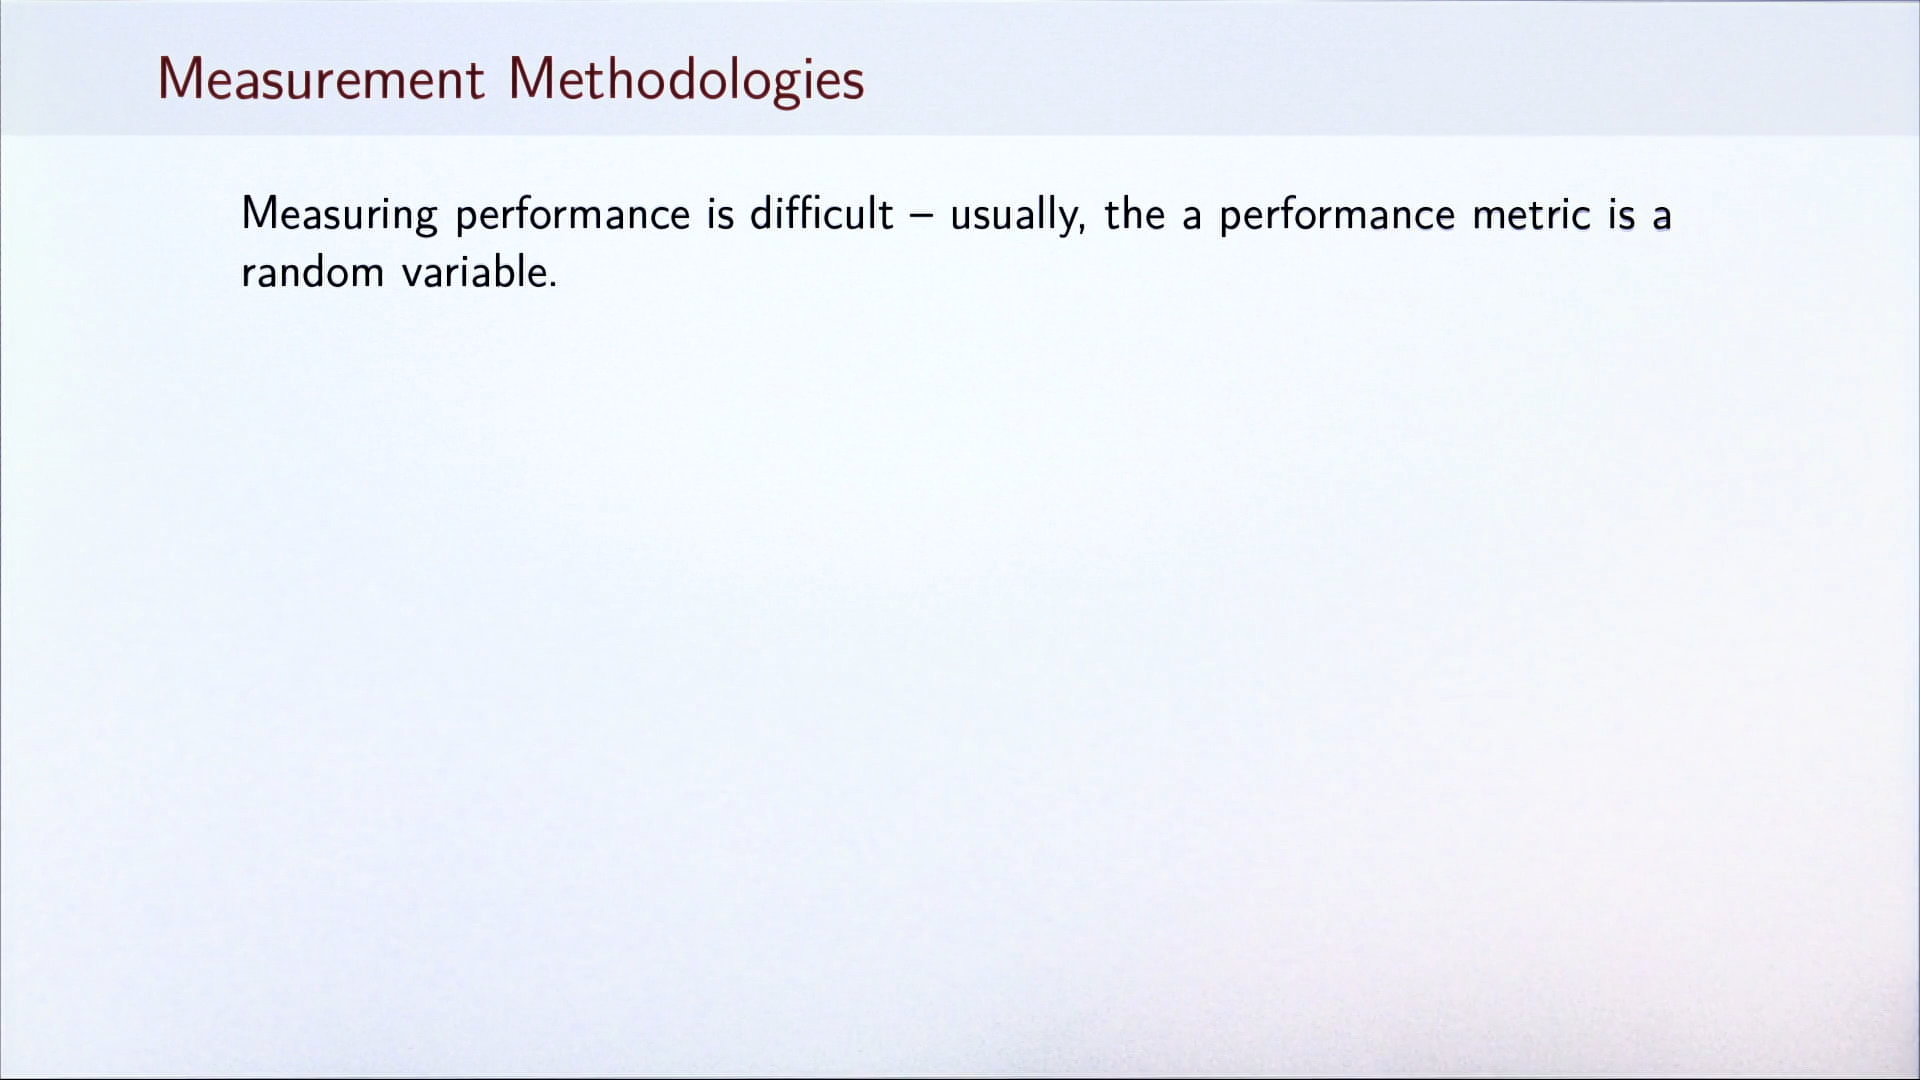 Measurement Methodologies
Measuring performance is difficult – usually, the a performance metric is a
random variable.